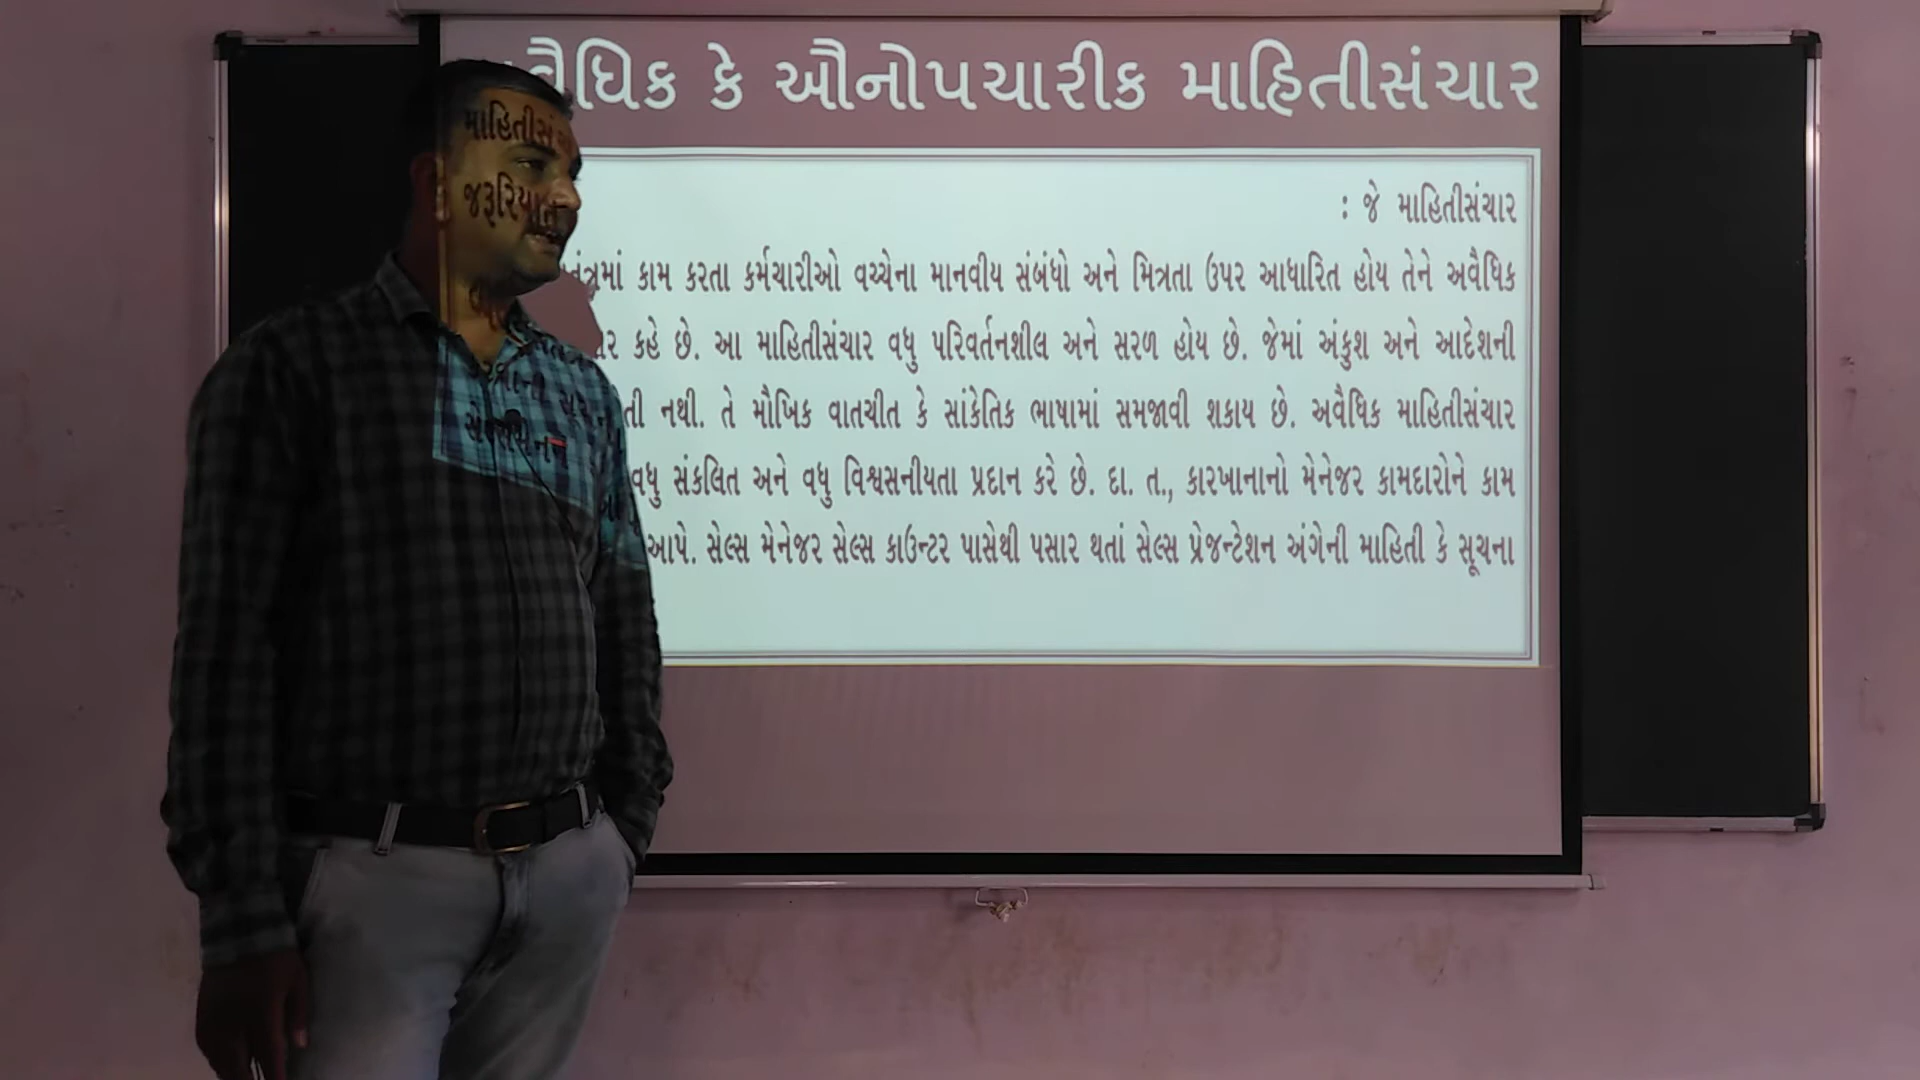 કે ઔનોપચારીક માહિતીસંચાર
: જે માહિતીસંચાર
કામ કરતા કર્મચારીઓ વચ્ચેના માનવીય સંબંધો અને મિત્રતા ઉપર આધારિત હોય તેને અવૈધિક
કહે છે. આ માહિતીસંચાર વધુ પરિવર્તનશીલ અને સરળ હોય છે. જેમાં અંકુશ અને આદેશની
નથી. તે મૌખિક વાતચીત કે સાંકેતિક ભાષામાં સમજાવી શકાય છે. અવૈધિક માહિતીસંચાર
વધુ સંકલિત અને વધુ વિશ્વસનીયતા પ્રદાન કરે છે. દા. ત., કારખાનાનો મેનેજર કામદારોને કામ
આપે. સેલ્સ મેનેજર સેલ્સ કાઉન્ટર પાસેથી પસાર થતાં સેલ્સ પ્રેજન્ટેશન અંગેની માહિતી કે સૂચના